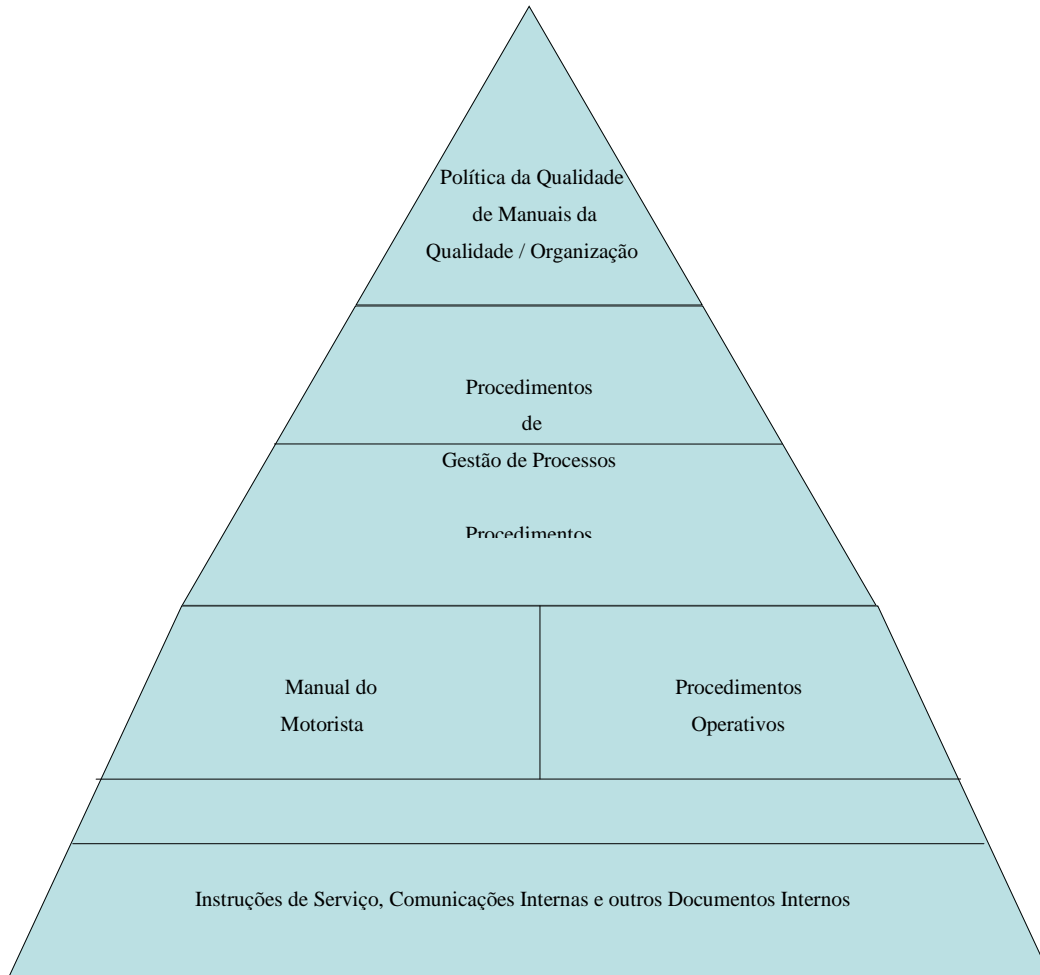 Política da Qualidade
de Manuais da
Qualidade / Organização
Procedimentos
de
Gestão de Processos
Procedimentos
Manual do
Motorista
Procedimentos
Operativos
Instruções de Serviço, Comunicações Internas e outros Documentos Internos